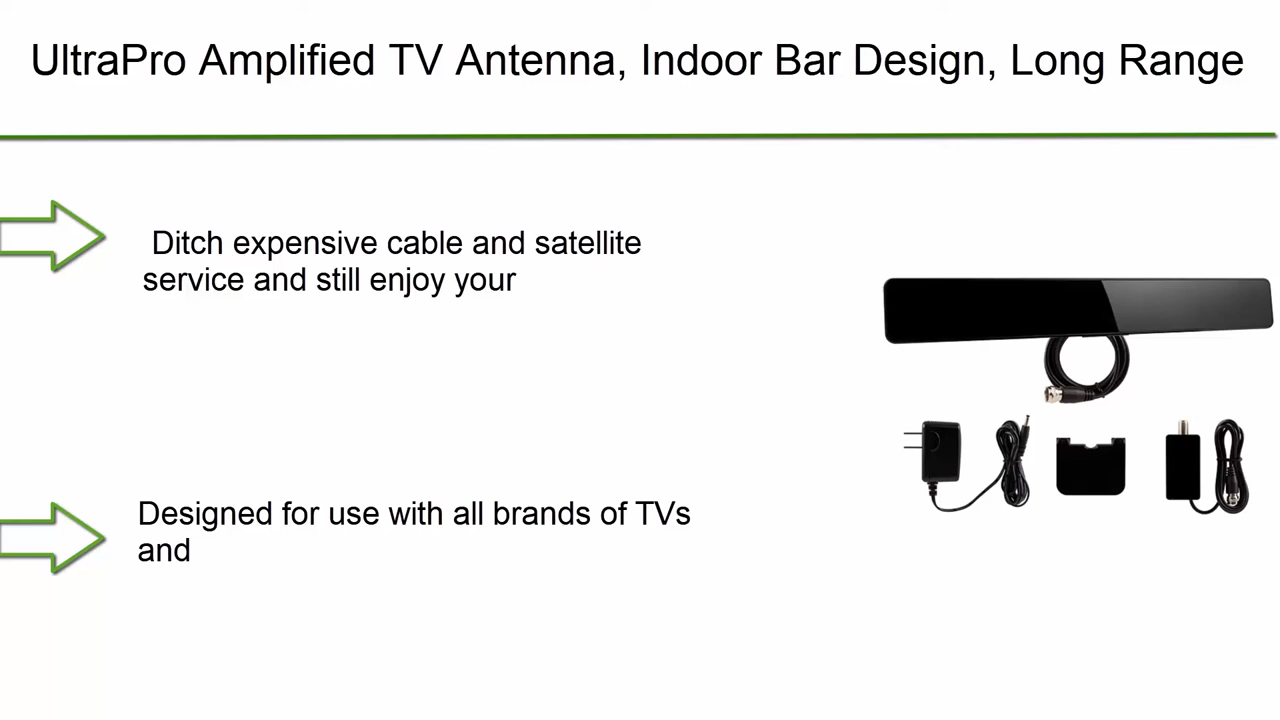 UltraPro Amplified TV Antenna, Indoor Bar Design, Long Range
Ditch expensive cable and satellite
service and still enjoy your
Designed for use with all brands of TVs
and